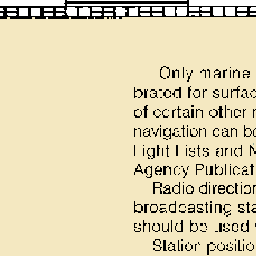 Only marine
brated for surfac
of certain other r
navigation can be
Light Lists and N
Agency Publicat
Radio direction
broadcasting sta
should be used w
Station positio